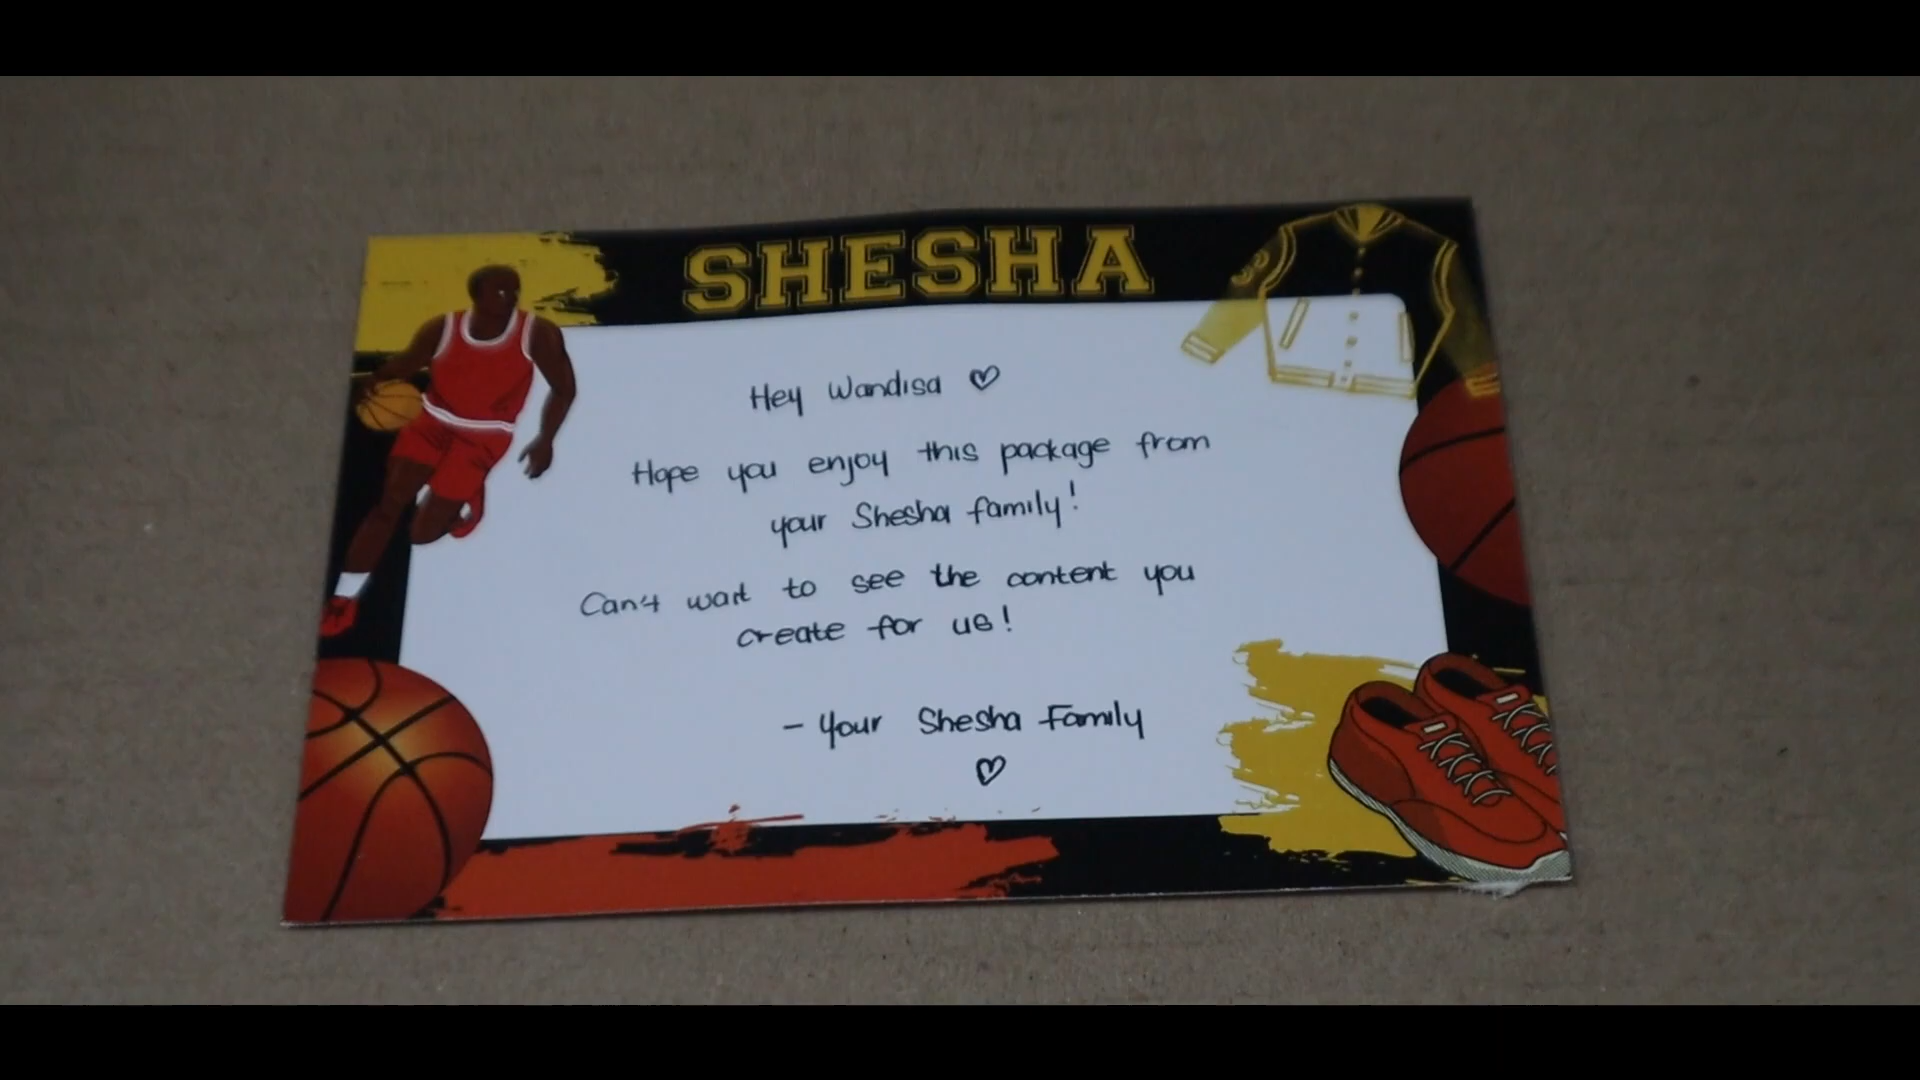 SHESHA
Hey Wandisa ♡
Hope you enjoy this package from
your Shesha family!
Can't wait to see the content you
create for us!
- Your Shesha Family
♡